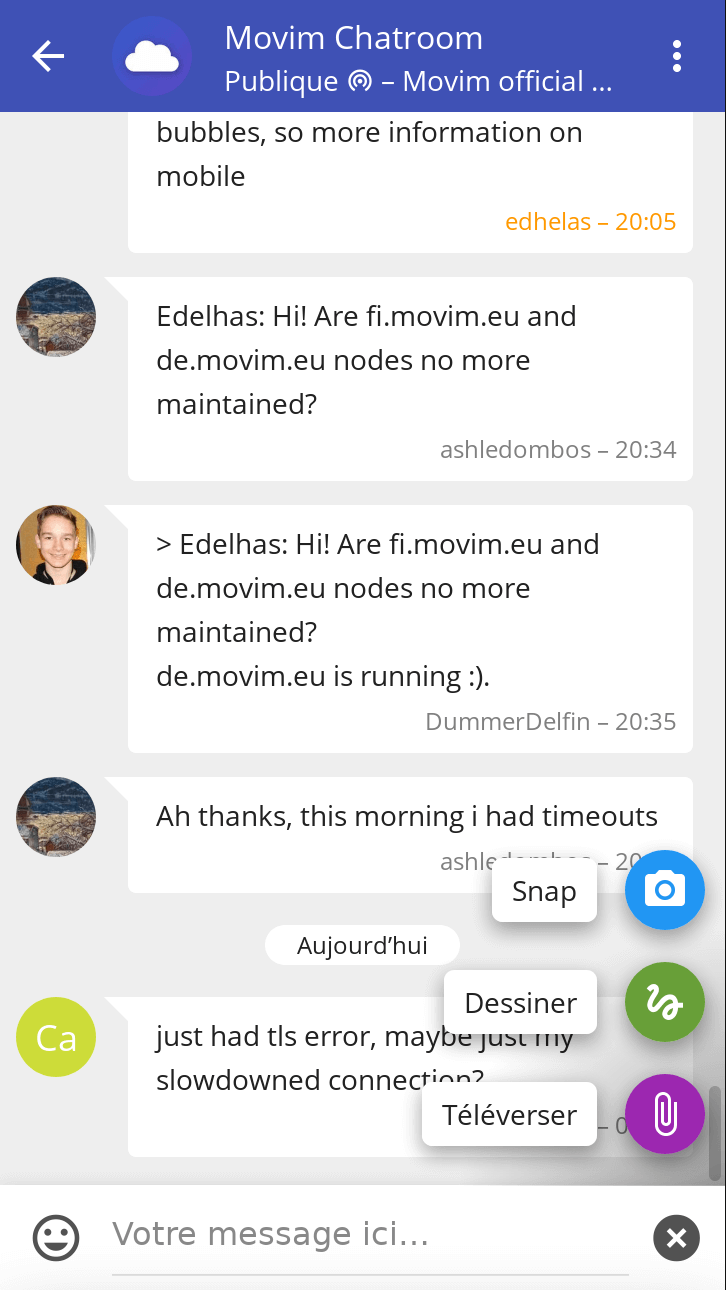 Movim Chatroom
Publique – Movim official ...
bubbles, so more information on
mobile
edhelas – 20:05
Edelhas: Hi! Are fi.movim.eu and
de.movim.eu nodes no more
maintained?
ashledombos – 20:34
> Edelhas: Hi! Are fi.movim.eu and
de.movim.eu nodes no more
maintained?
de.movim.eu is running :).
DummerDelfin – 20:35
Ah thanks, this morning i had timeouts
ashledombos – 20
Snap
Aujourd’hui
Dessiner
Ca
just had tls error, maybe just my
slowdowned connection?
Téléverser
Votre message ici...